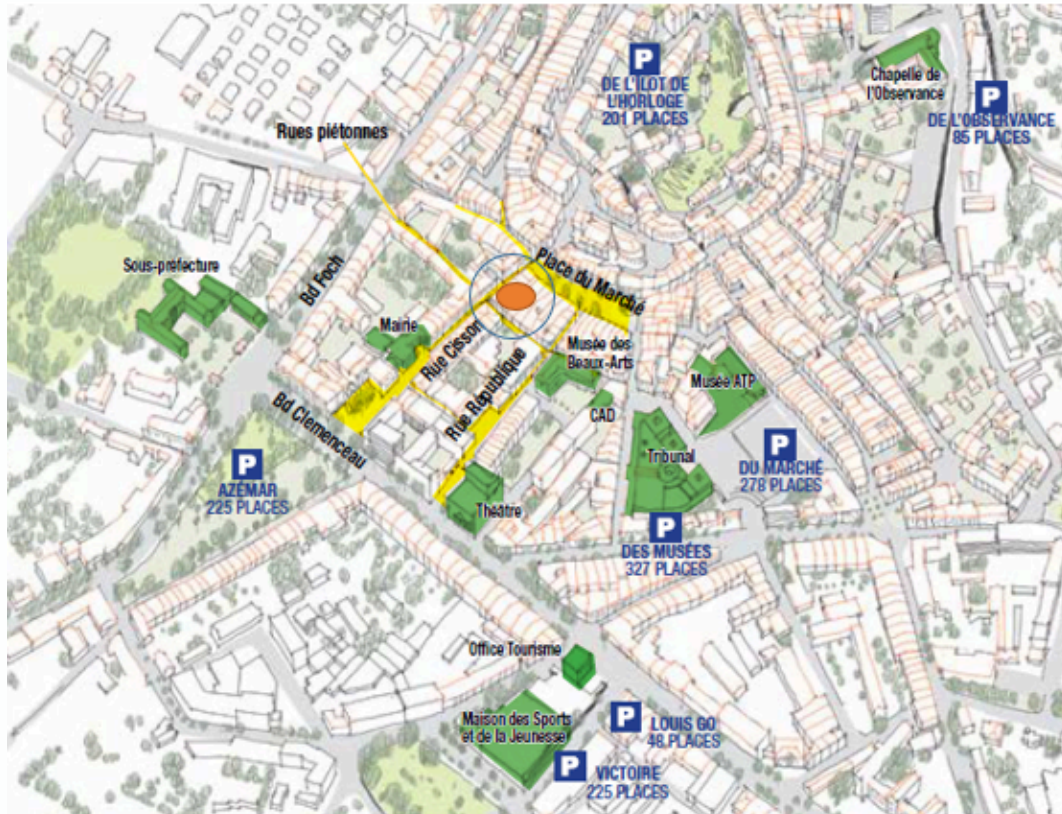 P
DE L'ILOT DE
L'HORLOGE
201 PLACES
Chapelle de
l'Observance
P
DE L'OBSERVANCE
85 PLACES
Rues piétonnes
Sous-préfecture
Bd Foch
Place du Marché
Mairie
Rue Cisson
Rue République
Musée des
Beaux-Arts
Musée ATP
CAD
Bd Clemenceau
P
AZÉMAR
225 PLACES
Tribunal
P
DU MARCHÉ
278 PLACES
Théâtre
P
DES MUSÉES
327 PLACES
Office Tourisme
Maison des Sports
et de la Jeunesse
P
LOUIS GO
48 PLACES
P
VICTOIRE
225 PLACES